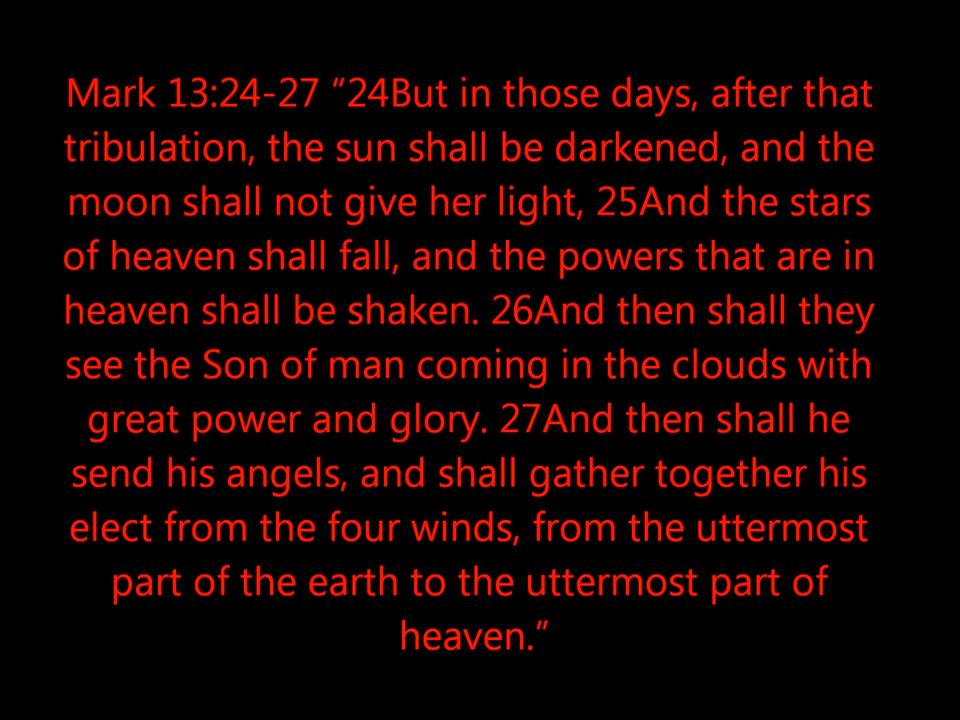 Mark 13:24-27 “24But in those days, after that
tribulation, the sun shall be darkened, and the
moon shall not give her light, 25And the stars
of heaven shall fall, and the powers that are in
heaven shall be shaken. 26And then shall they
see the Son of man coming in the clouds with
great power and glory. 27And then shall he
send his angels, and shall gather together his
elect from the four winds, from the uttermost
part of the earth to the uttermost part of
heaven.”